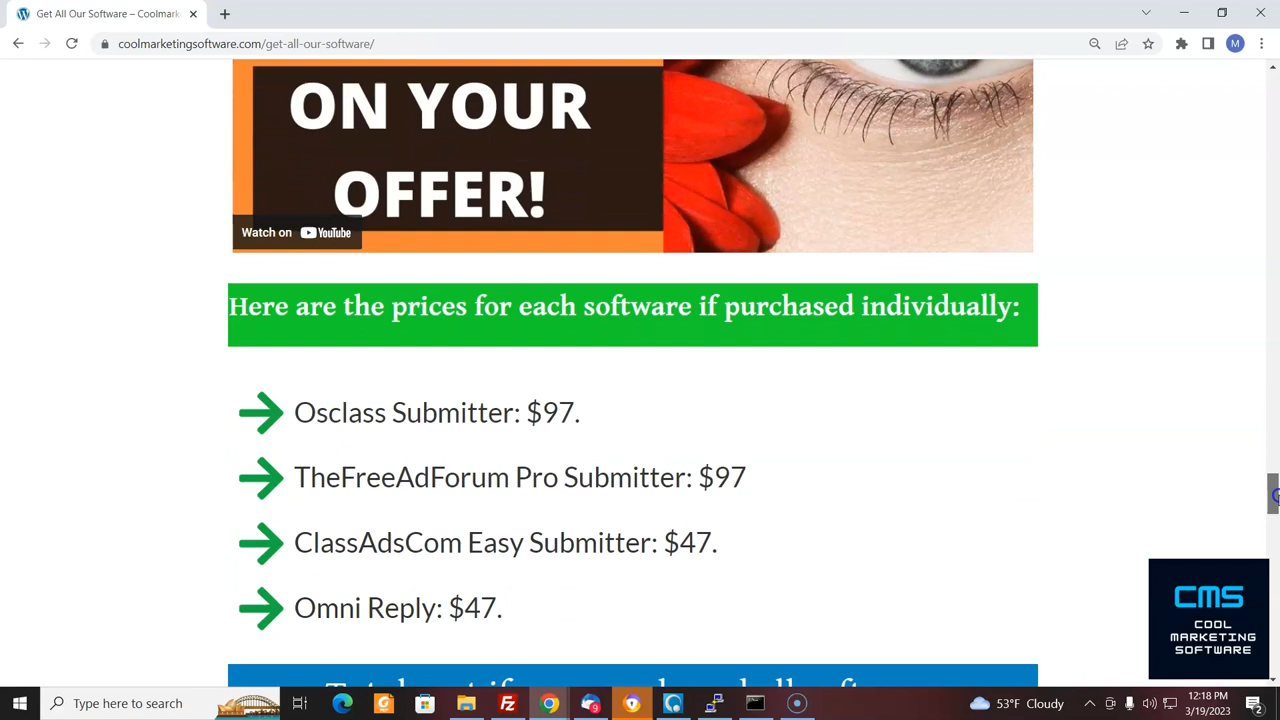 Get All Our Software – Coolmark
coolmarketingsoftware.com/get-all-our-software/
M
ON YOUR
OFFER!
Watch on YouTube
Here are the prices for each software if purchased individually:
Osclass Submitter: $97.
TheFreeAdForum Pro Submitter: $97
ClassAdsCom Easy Submitter: $47.
Omni Reply: $47.
CMS
COOL
MARKETING
SOFTWARE
Type here to search
9
53°F Cloudy
12:18 PM
3/19/2023
2